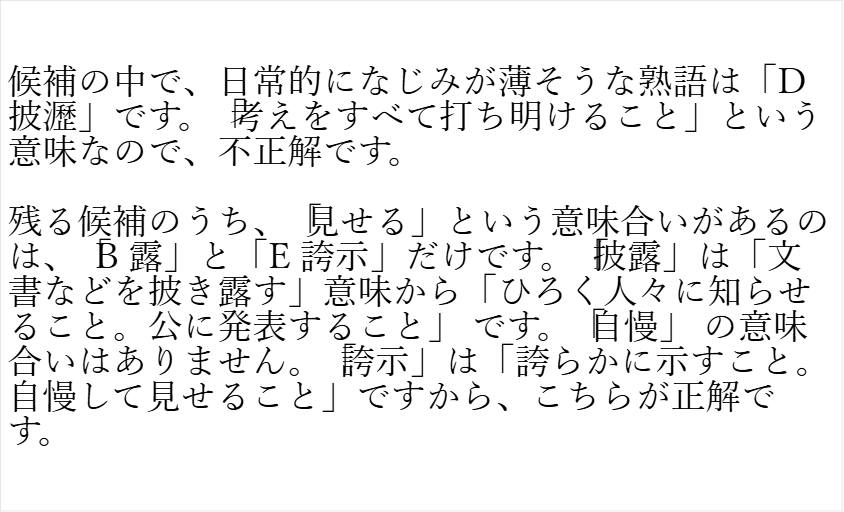 候補の中で、日常的になじみが薄そうな熟語は「D
披瀝」です。「考えをすべて打ち明けること」という
意味なので、不正解です。
残る候補のうち、「見せる」という意味合いがあるの
は、「B 露」と「E 誇示」だけです。「披露」は「文
書などを披き露す」意味から「ひろく人々に知らせ
ること。公に発表すること」 です。「自慢」 の意味
合いはありません。「誇示」は「誇らかに示すこと。
自慢して見せること」ですから、こちらが正解で
す。